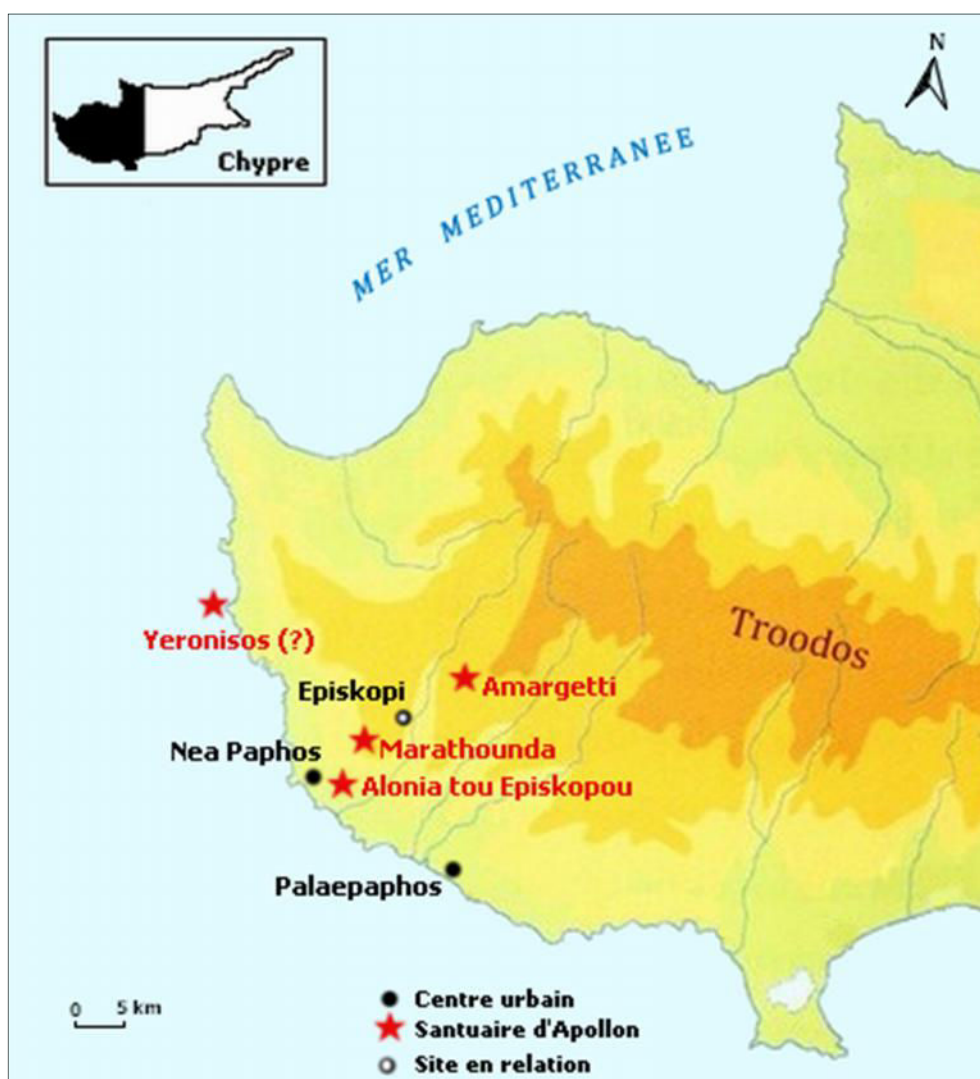 N
Chypre
MER MEDITERRANEE
Troodos
Yeronisos (?)
Episkopi
Amargetti
Nea Paphos
Marathounda
Alonia tou Episkopou
Palaepaphos
0 5 km
Centre urbain
Santuaire d'Apollon
Site en relation